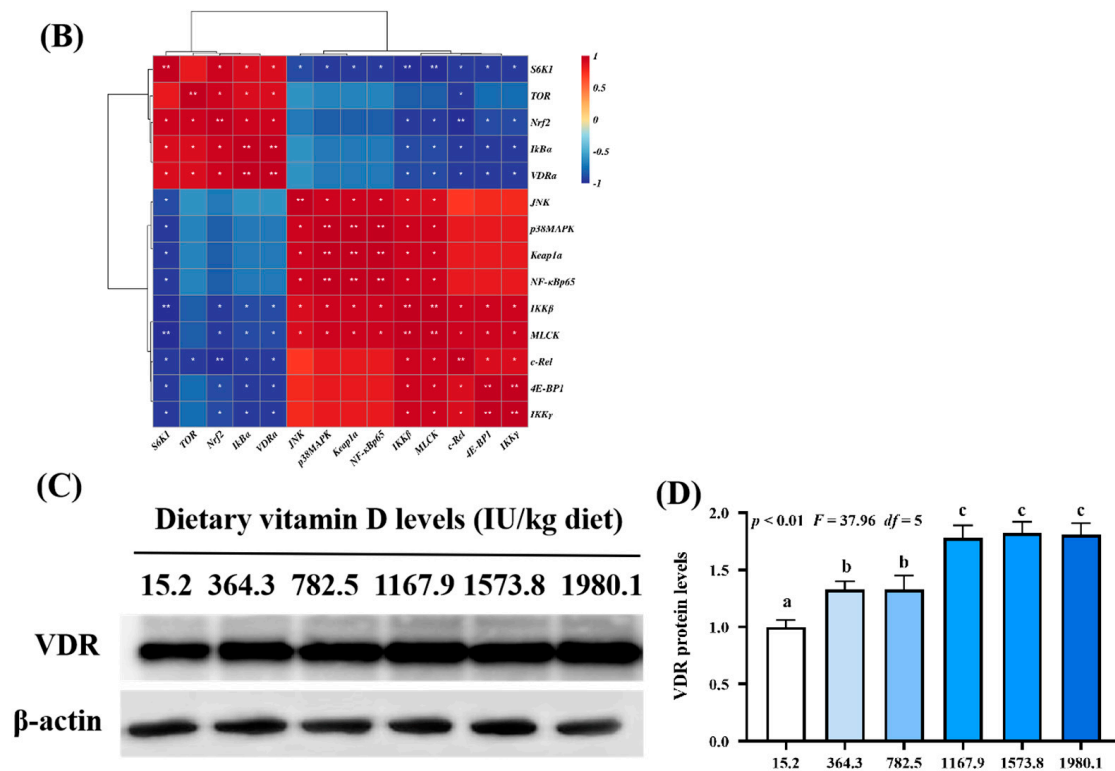 (B)
1
0.5
0
-0.5
-1
S6K1
TOR
Nrf2
IkBα
VDRa
JNK
p38MAPK
Keap1a
NF-κBp65
IKKβ
MLCK
c-Rel
4E-BP1
IKKγ
** * * * * * * * ** ** * * *
** * * * *
* * ** * * * * ** * *
* * * ** ** * * * * *
* * * ** ** * * * * *
* ** * * * * *
* * ** ** ** * *
* * ** ** ** * *
* * ** ** ** * *
** * * * * * * * ** ** * * *
** * * * * * * * ** ** * * *
* * ** * * * * ** * *
* * * * * * * ** **
* * * * * * * ** **
S6K1 TOR Nrf2 IkBα VDRa JNK p38MAPK Keap1a NF-κBp65 IKKβ MLCK c-Rel 4E-BP1 IKKγ
(C)
Dietary vitamin D levels (IU/kg diet)
15.2 364.3 782.5 1167.9 1573.8 1980.1
VDR
β-actin
(D)
VDR protein levels
2.0
1.5
1.0
0.5
0.0
p < 0.01 F = 37.96 df = 5
a b b c c c
15.2 364.3 782.5 1167.9 1573.8 1980.1